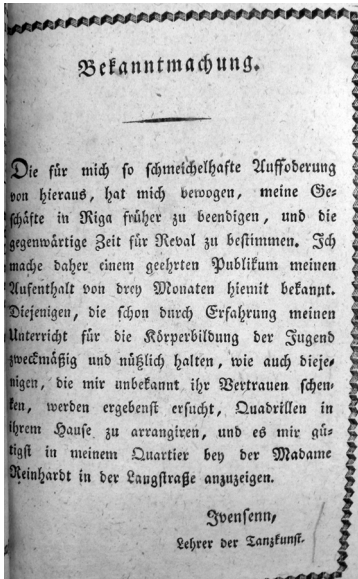 Bekanntmachung.
Die für mich so schmeichelhafte Auffoderung
von hieraus, hat mich bewogen, meine Ge-
schäfte in Riga früher zu beendigen, und die
gegenwärtige Zeit für Reval zu bestimmen. Ich
mache daher einem geehrten Publikum meinen
Aufenthalt von drey Monaten hiemit bekannt.
Diejenigen, die schon durch Erfahrung meinen
Unterricht für die Körperbildung der Jugend
zweckmäßig und nützlich halten, wie auch dieje-
nigen, die mir unbekannt ihr Vertrauen schen-
ken, werden ergebenst ersucht, Quadrillen in
ihrem Hause zu arrangiren, und es mir gü-
tigst in meinem Quartier bey der Madame
Reinhardt in der Langstraße anzuzeigen.
Ivensenn,
Lehrer der Tanzkunst.